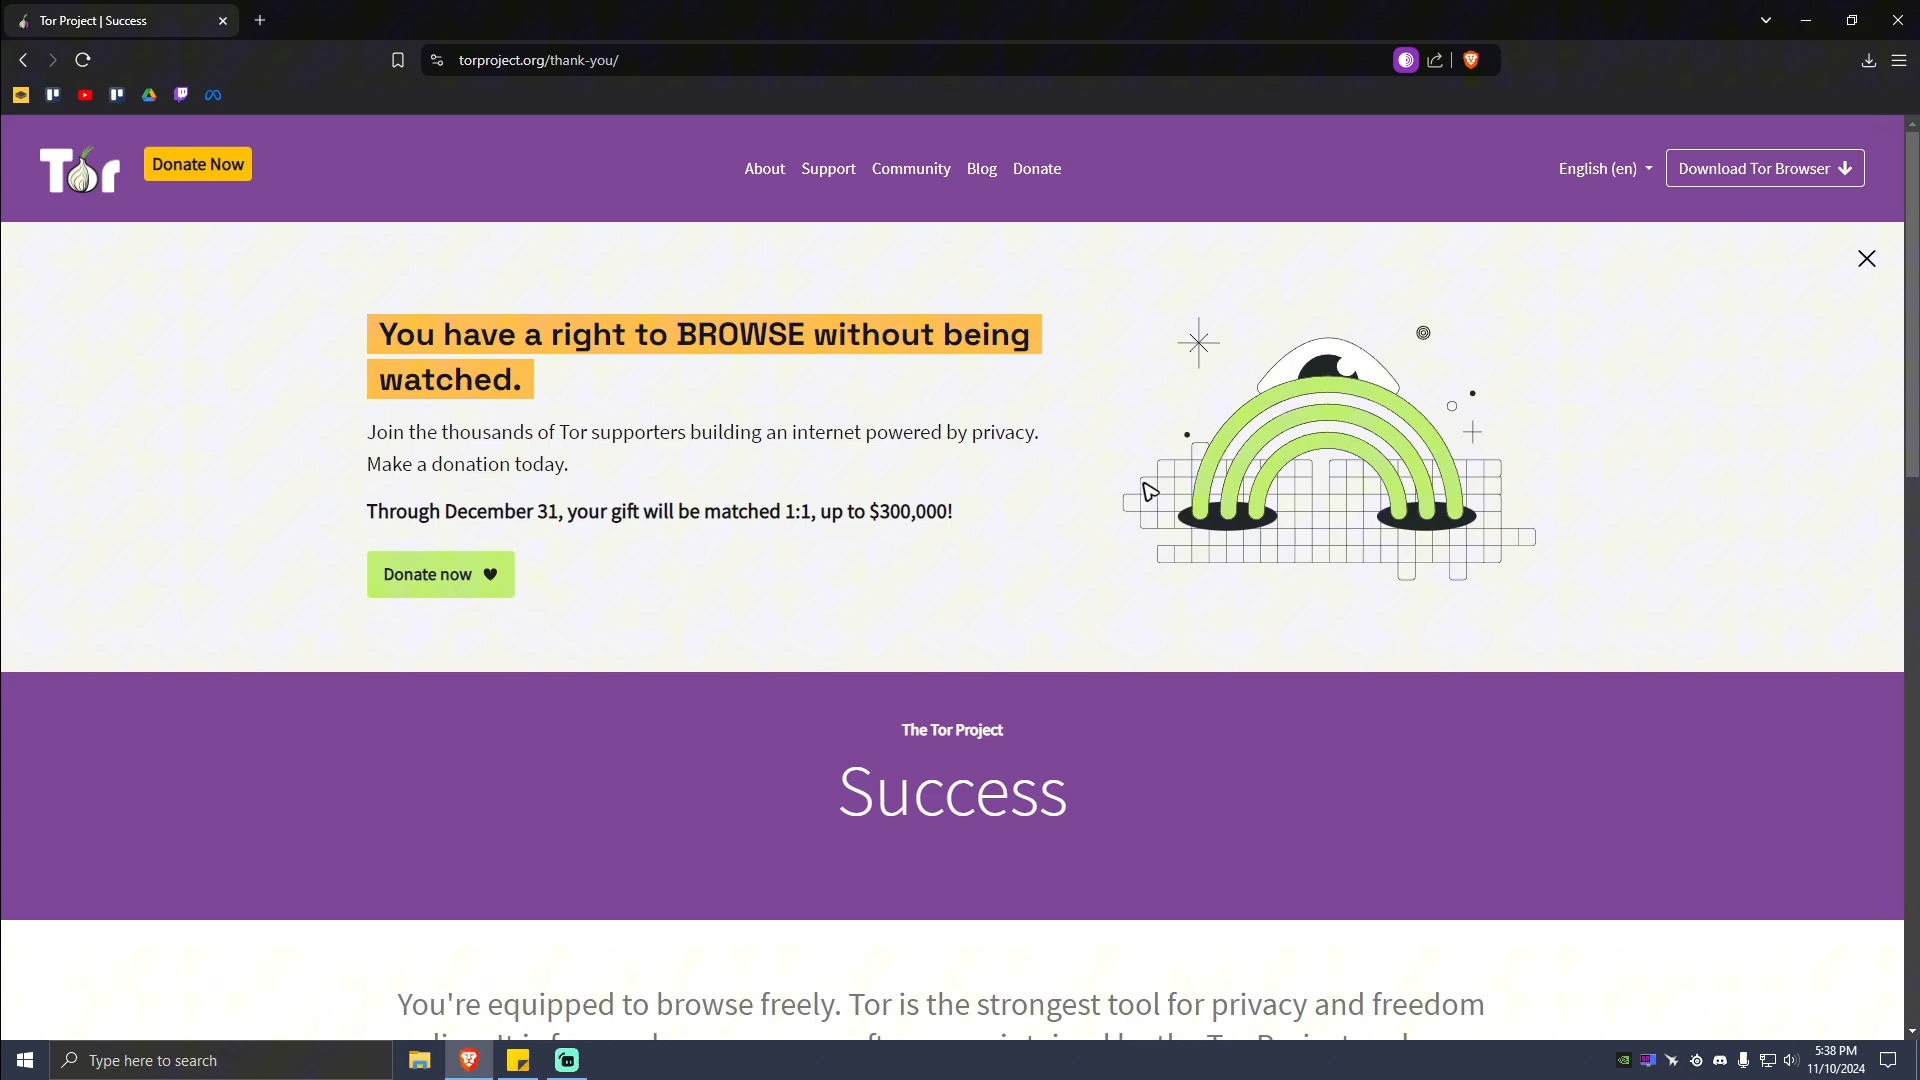 Tor Project | Success
torproject.org/thank-you/
Tor
Donate Now
About
Support
Community
Blog
Donate
English (en)
Download Tor Browser
You have a right to BROWSE without being
watched.
Join the thousands of Tor supporters building an internet powered by privacy.
Make a donation today.
Through December 31, your gift will be matched 1:1, up to $300,000!
Donate now
The Tor Project
Success
You're equipped to browse freely. Tor is the strongest tool for privacy and freedom
Type here to search
5:38 PM
11/10/2024